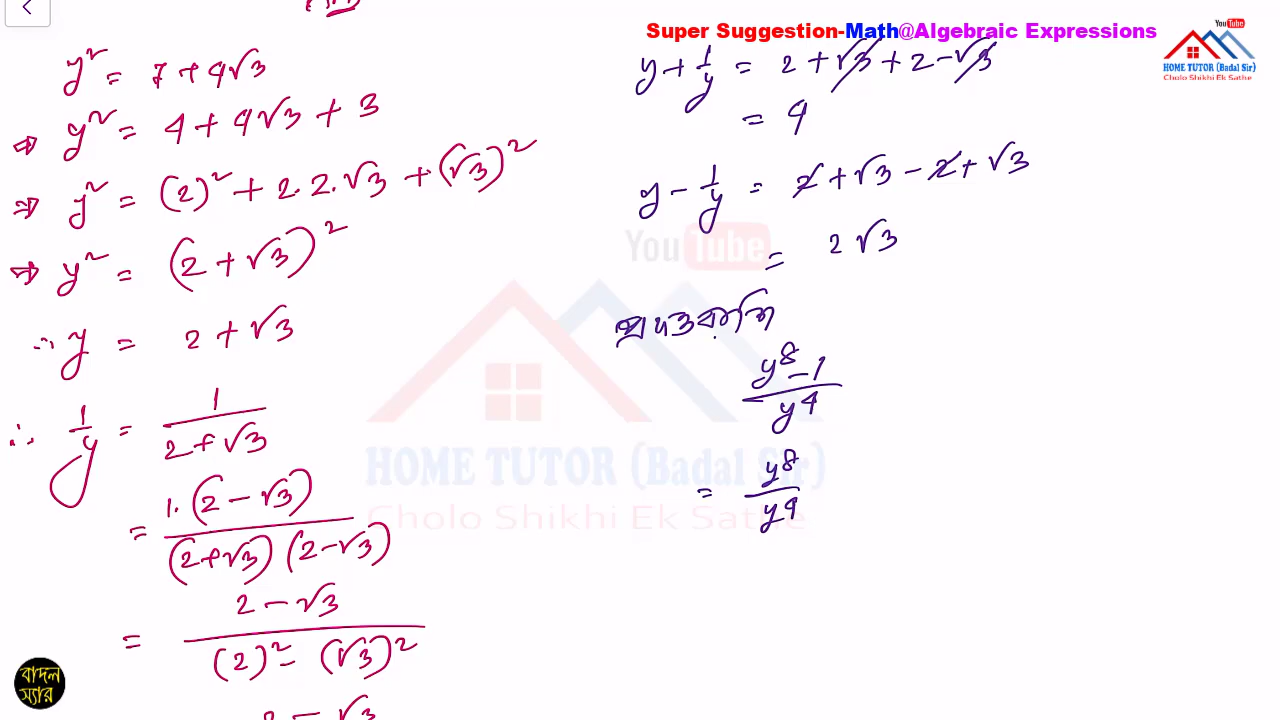 Super Suggestion-Math@Algebraic Expressions
YouTube
HOME TUTOR (Badal Sir)
Cholo Shikhi Ek Sathe
y² = 7 + 4√3
⇒ y² = 4 + 4√3 + 3
⇒ y² = (2)² + 2.2.√3 + (√3)²
⇒ y² = (2 + √3)²
∴ y = 2 + √3
∴ 1/y = 1/(2 + √3)
= 1.(2 - √3)/(2+√3)(2-√3)
= 2 - √3/(2)² - (√3)²
2 - √3
y + 1/y = 2 + √3 + 2 - √3
= 4
y - 1/y = 2 + √3 - 2 + √3
= 2√3
প্রদত্ত রাশি
y⁸ - 1/y⁴
= y⁸/y⁴
YouTube
HOME TUTOR (Badal Sir)
Cholo Shikhi Ek Sathe
বাদল
স্যার